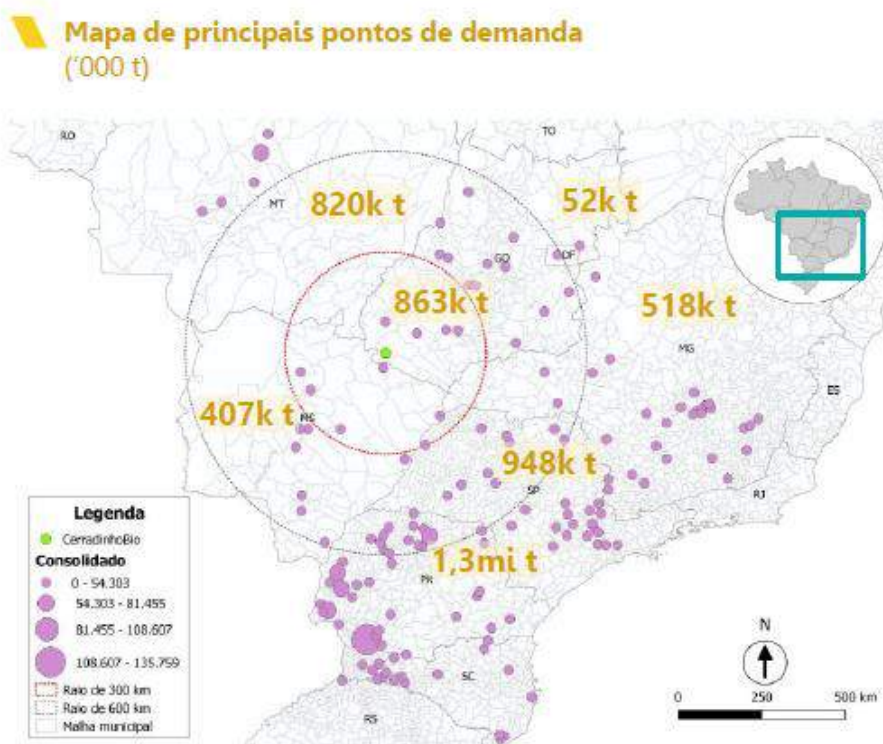 Mapa de principais pontos de demanda
('000 t)
RO
TO
MT
820k t
52k t
GO
DF
863k t
518k t
MG
ES
407k t
MS
948k t
SP
RJ
1,3mi t
PR
SC
RS
Legenda
CerradinhoBio
Consolidado
0 - 54.303
54.303 - 81.455
81.455 - 108.607
108.607 - 135.759
Raio de 300 km
Raio de 600 km
Malha municipal
N
0 250 500 km